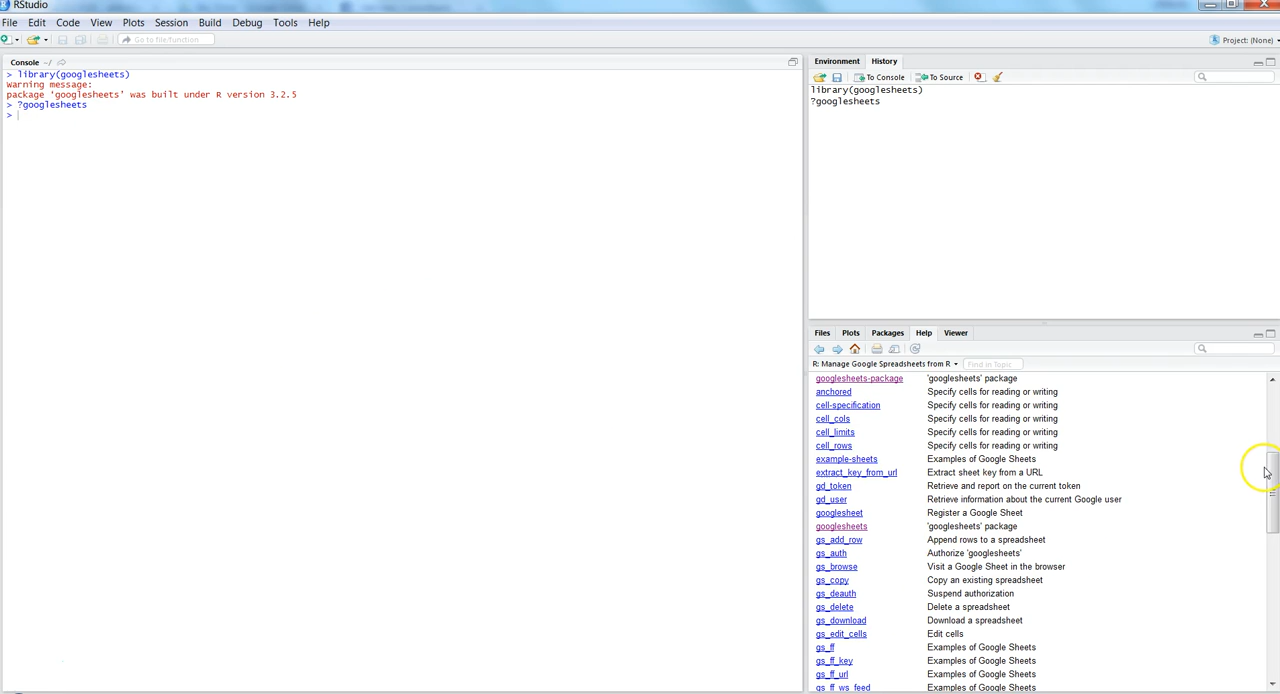 RStudio
File Edit Code View Plots Session Build Debug Tools Help
Go to file/function
Project: (None)
Console ~/
> library(googlesheets)
Warning message:
package 'googlesheets' was built under R version 3.2.5
> ?googlesheets
>
Environment History
To Console To Source
library(googlesheets)
?googlesheets
Files Plots Packages Help Viewer
R: Manage Google Spreadsheets from R Find in Topic
googlesheets-package 'googlesheets' package
anchored Specify cells for reading or writing
cell-specification Specify cells for reading or writing
cell_cols Specify cells for reading or writing
cell_limits Specify cells for reading or writing
cell_rows Specify cells for reading or writing
example-sheets Examples of Google Sheets
extract_key_from_url Extract sheet key from a URL
gd_token Retrieve and report on the current token
gd_user Retrieve information about the current Google user
googlesheet Register a Google Sheet
googlesheets 'googlesheets' package
gs_add_row Append rows to a spreadsheet
gs_auth Authorize 'googlesheets'
gs_browse Visit a Google Sheet in the browser
gs_copy Copy an existing spreadsheet
gs_deauth Suspend authorization
gs_delete Delete a spreadsheet
gs_download Download a spreadsheet
gs_edit_cells Edit cells
gs_ff Examples of Google Sheets
gs_ff_key Examples of Google Sheets
gs_ff_url Examples of Google Sheets
gs_ff_ws_feed Examples of Google Sheets